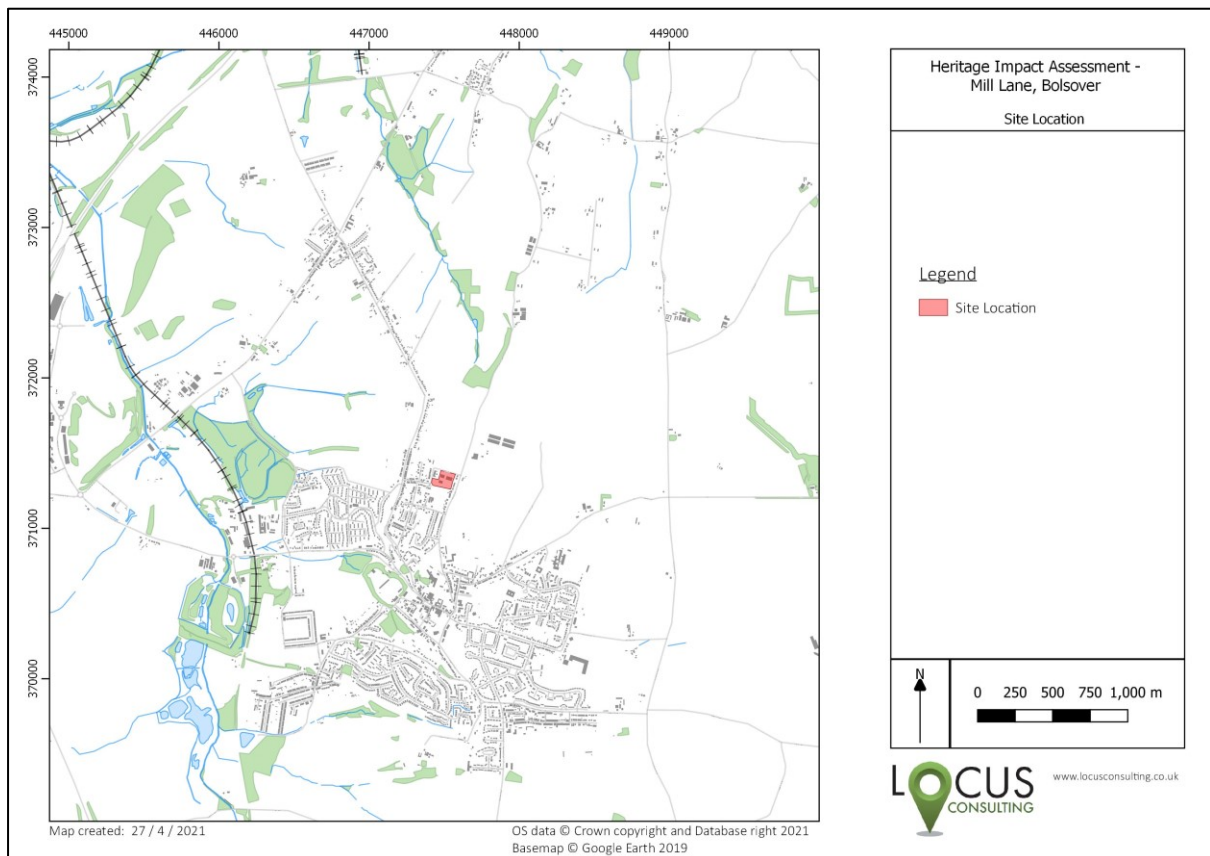 445000 446000 447000 448000 449000
374000
373000
372000
371000
370000
Heritage Impact Assessment -
Mill Lane, Bolsover
Site Location
Legend
Site Location
N
0 250 500 750 1,000 m
LOCUS
CONSULTING
www.locusconsulting.co.uk
Map created: 27 / 4 / 2021
OS data © Crown copyright and Database right 2021
Basemap © Google Earth 2019